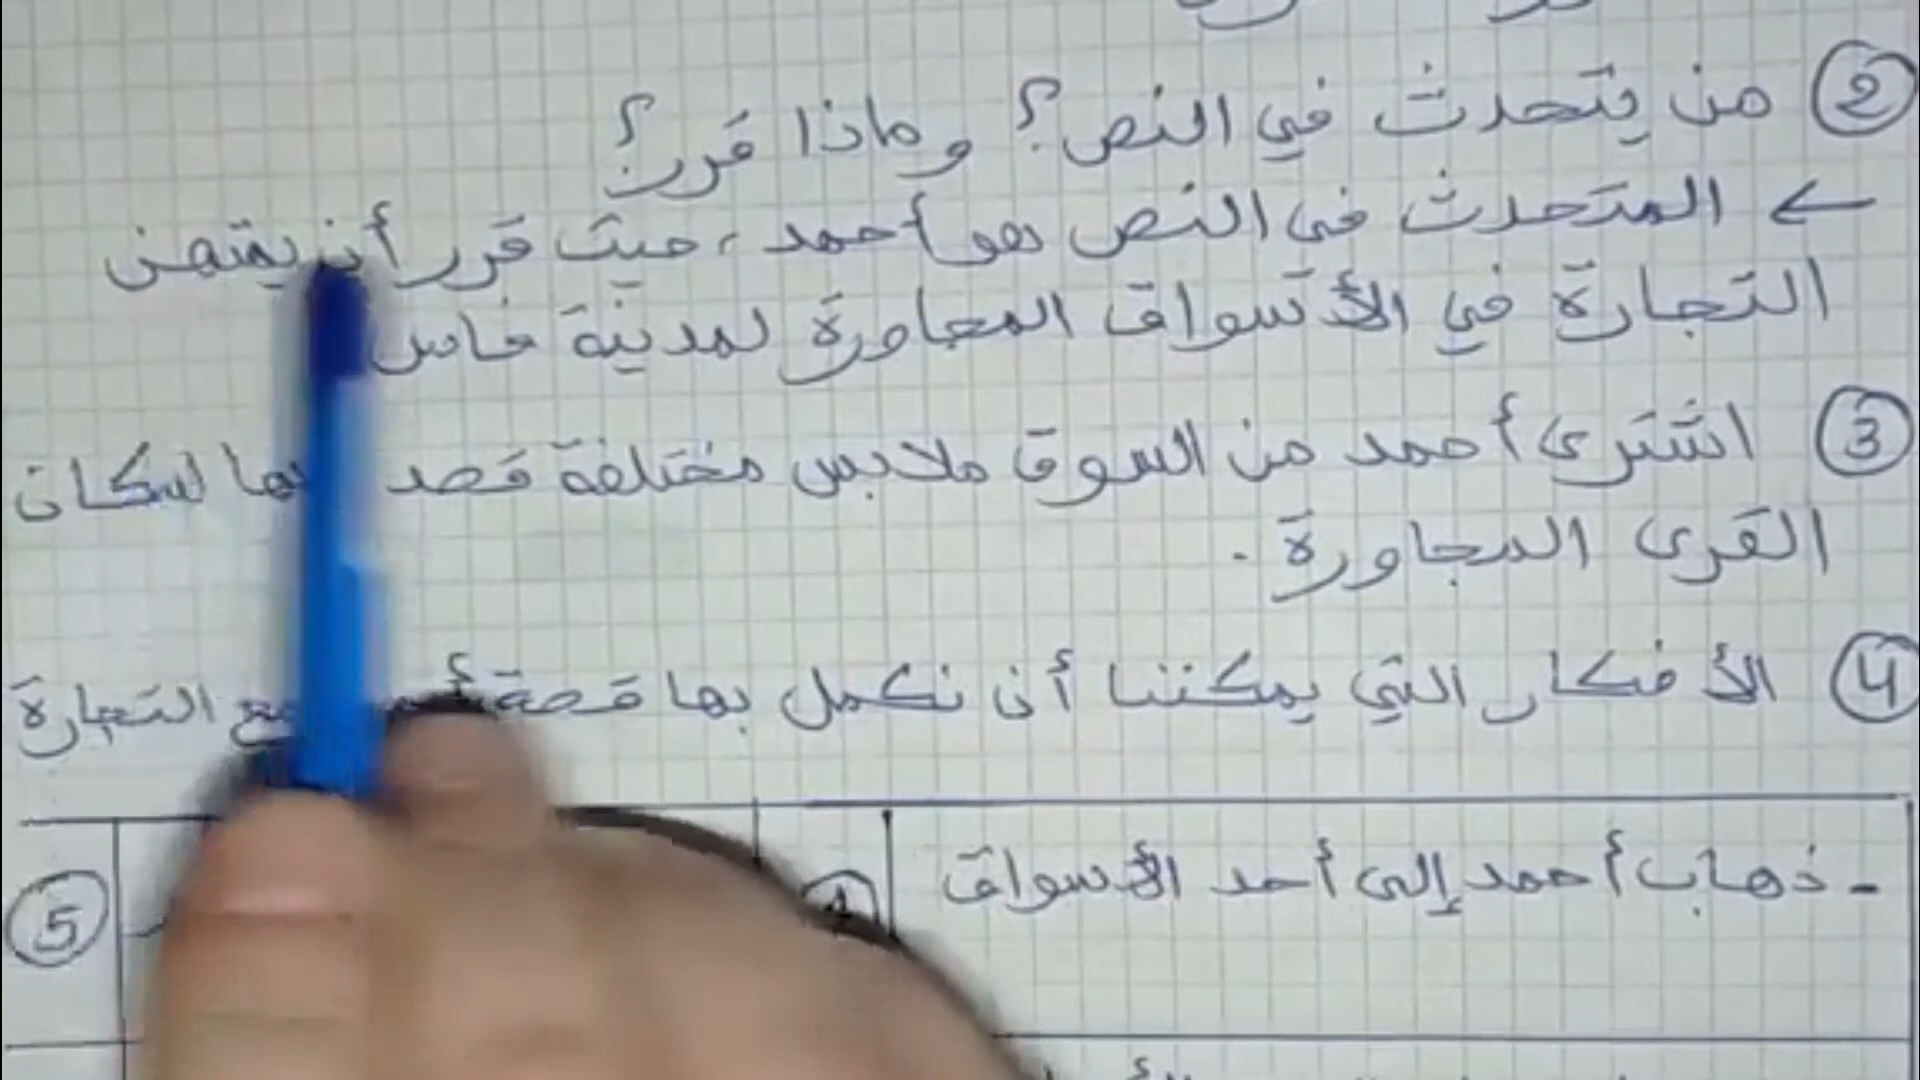 ② من يتحدث في النص؟ وماذا قرر؟
← المتحدث في النص هو أحمد، حيث قرر أن يمتهن
التجارة في الأسواق المجاورة لمدينة فاس
③ اشترى أحمد من السوق ملابس مختلفة قصد لسكان
القرى المجاورة.
④ الأفكار التي يمكننا أن نكمل بها قصة مع التجارة
- ذهاب أحمد إلى أحد الأسواق
⑤